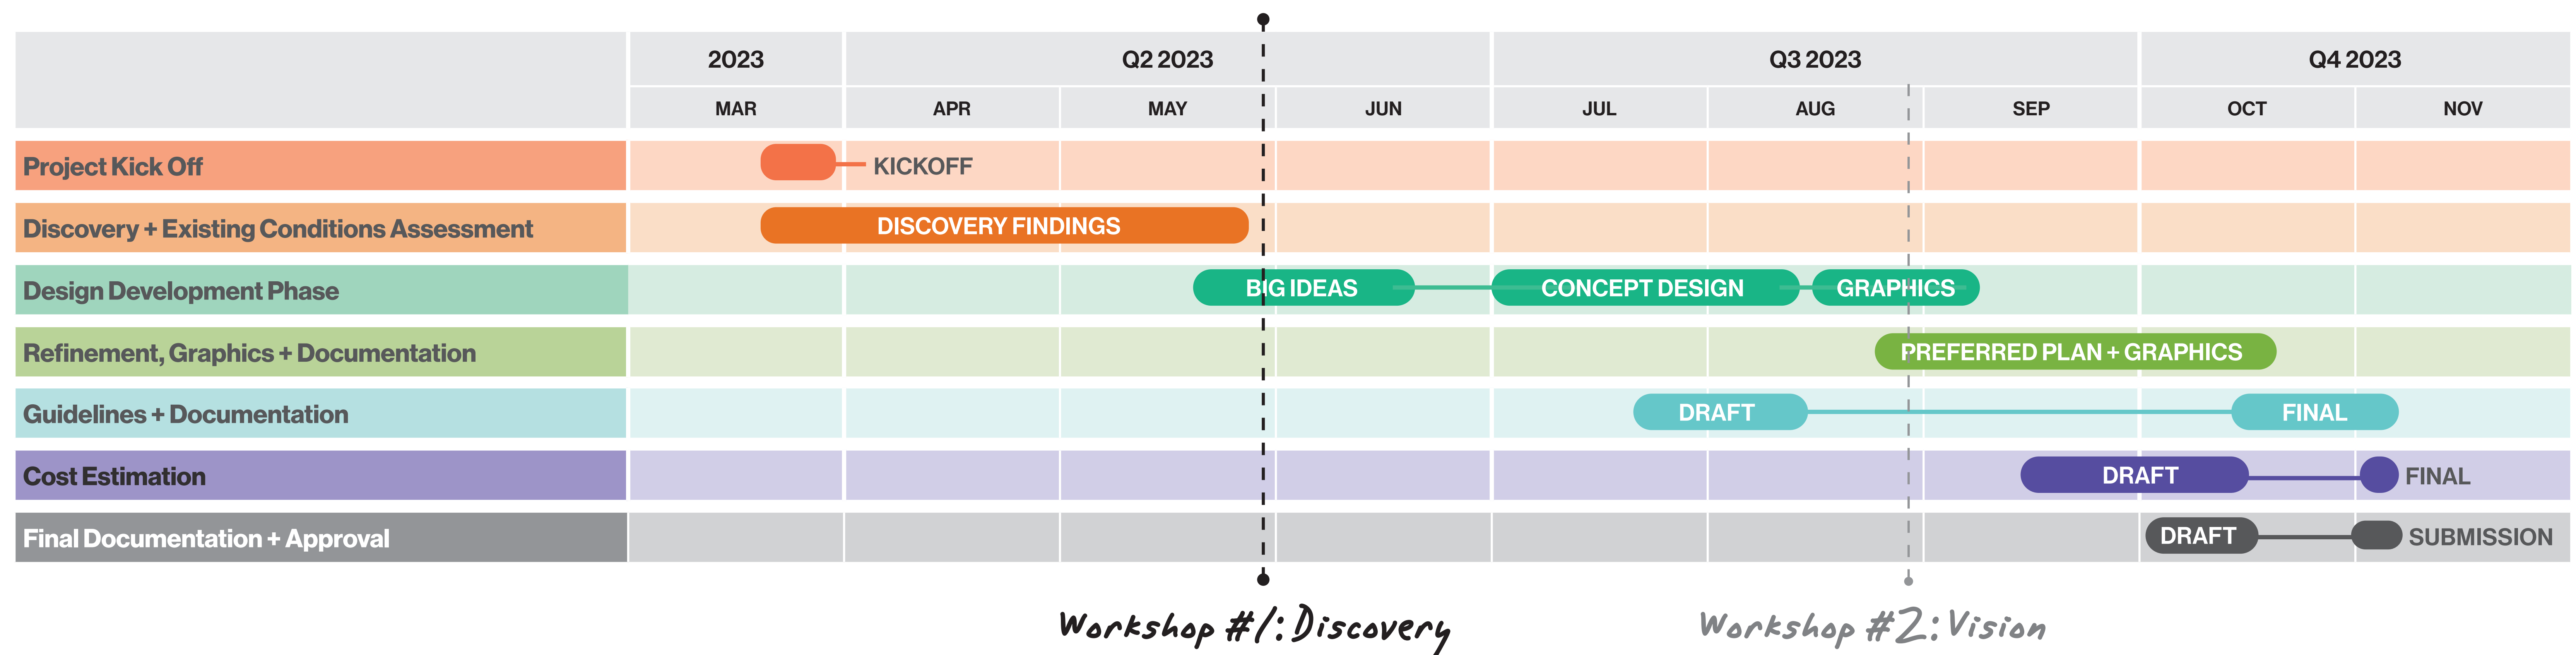 2023 Q2 2023 Q3 2023 Q4 2023
MAR APR MAY JUN JUL AUG SEP OCT NOV
Project Kick Off KICKOFF
Discovery + Existing Conditions Assessment DISCOVERY FINDINGS
Design Development Phase BIG IDEAS CONCEPT DESIGN GRAPHICS
Refinement, Graphics + Documentation PREFERRED PLAN + GRAPHICS
Guidelines + Documentation DRAFT FINAL
Cost Estimation DRAFT FINAL
Final Documentation + Approval DRAFT SUBMISSION
Workshop #1: Discovery Workshop #2: Vision